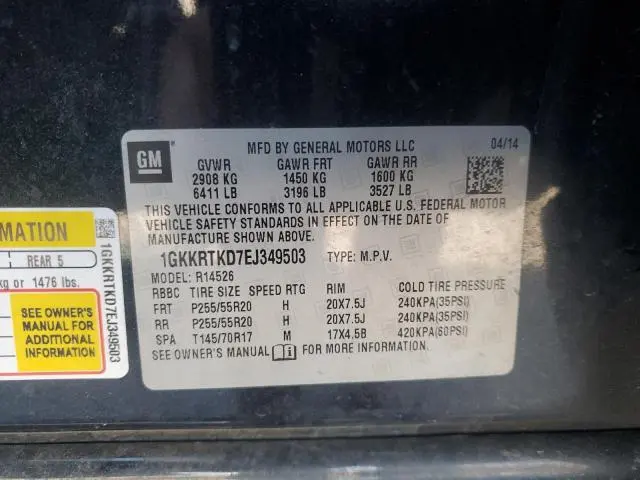 GM
MFD BY GENERAL MOTORS LLC 04/14
GVWR GAWR FRT GAWR RR
2908 KG 1450 KG 1600 KG
6411 LB 3196 LB 3527 LB
THIS VEHICLE CONFORMS TO ALL APPLICABLE U.S. FEDERAL MOTOR
VEHICLE SAFETY STANDARDS IN EFFECT ON THE DATE OF
MANUFACTURE SHOWN ABOVE.
1GKKRTKD7EJ349503 TYPE: M.P.V.
MODEL: R14526
RBBC TIRE SIZE SPEED RTG RIM COLD TIRE PRESSURE
FRT P255/55R20 H 20X7.5J 240KPA(35PSI)
RR P255/55R20 H 20X7.5J 240KPA(35PSI)
SPA T145/70R17 M 17X4.5B 420KPA(60PSI)
SEE OWNER'S MANUAL FOR MORE INFORMATION.
MATION
REAR 5
kg or 1476 lbs.
SEE OWNER'S
MANUAL FOR
ADDITIONAL
INFORMATION
1GKKRTKD7EJ349503